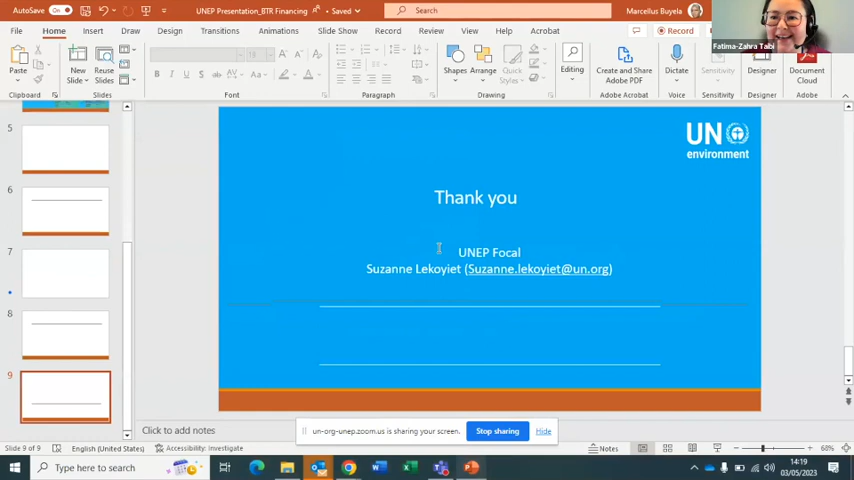 AutoSave On
UNEP Presentation_BTR Financing
Saved
Search
Marcellus Buyela
Fatima-Zahra Taibi
File
Home
Insert
Draw
Design
Transitions
Animations
Slide Show
Record
Review
View
Help
Acrobat
Record
Paste
New
Slides
Reuse
Slides
Shapes
Arrange
Quick
Styles
Editing
Create and Share
Adobe PDF
Dictate
Sensitivity
Designer
Document
Cloud
Clipboard
Slides
Font
Paragraph
Drawing
Adobe Acrobat
Voice
Sensitivity
Designer
Adobe
5
6
7
8
9
UN
environment
Thank you
UNEP Focal
Suzanne Lekoyiet (Suzanne.lekoyiet@un.org)
Click to add notes
un-org-unep.zoom.us is sharing your screen.
Stop sharing
Hide
Slide 9 of 9
English (United States)
Accessibility: Investigate
Notes
68%
Type here to search
14:19
03/05/2023